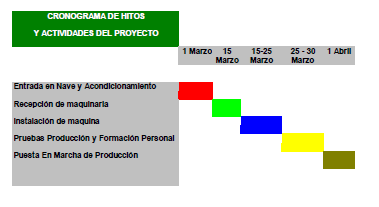 CRONOGRAMA DE HITOS
Y ACTIVIDADES DEL PROYECTO
1 Marzo
15 Marzo
15-25 Marzo
25 - 30 Marzo
1 Abril
Entrada en Nave y Acondicionamiento
Recepción de maquinaria
Instalación de maquina
Pruebas Producción y Formación Personal
Puesta En Marcha de Producción